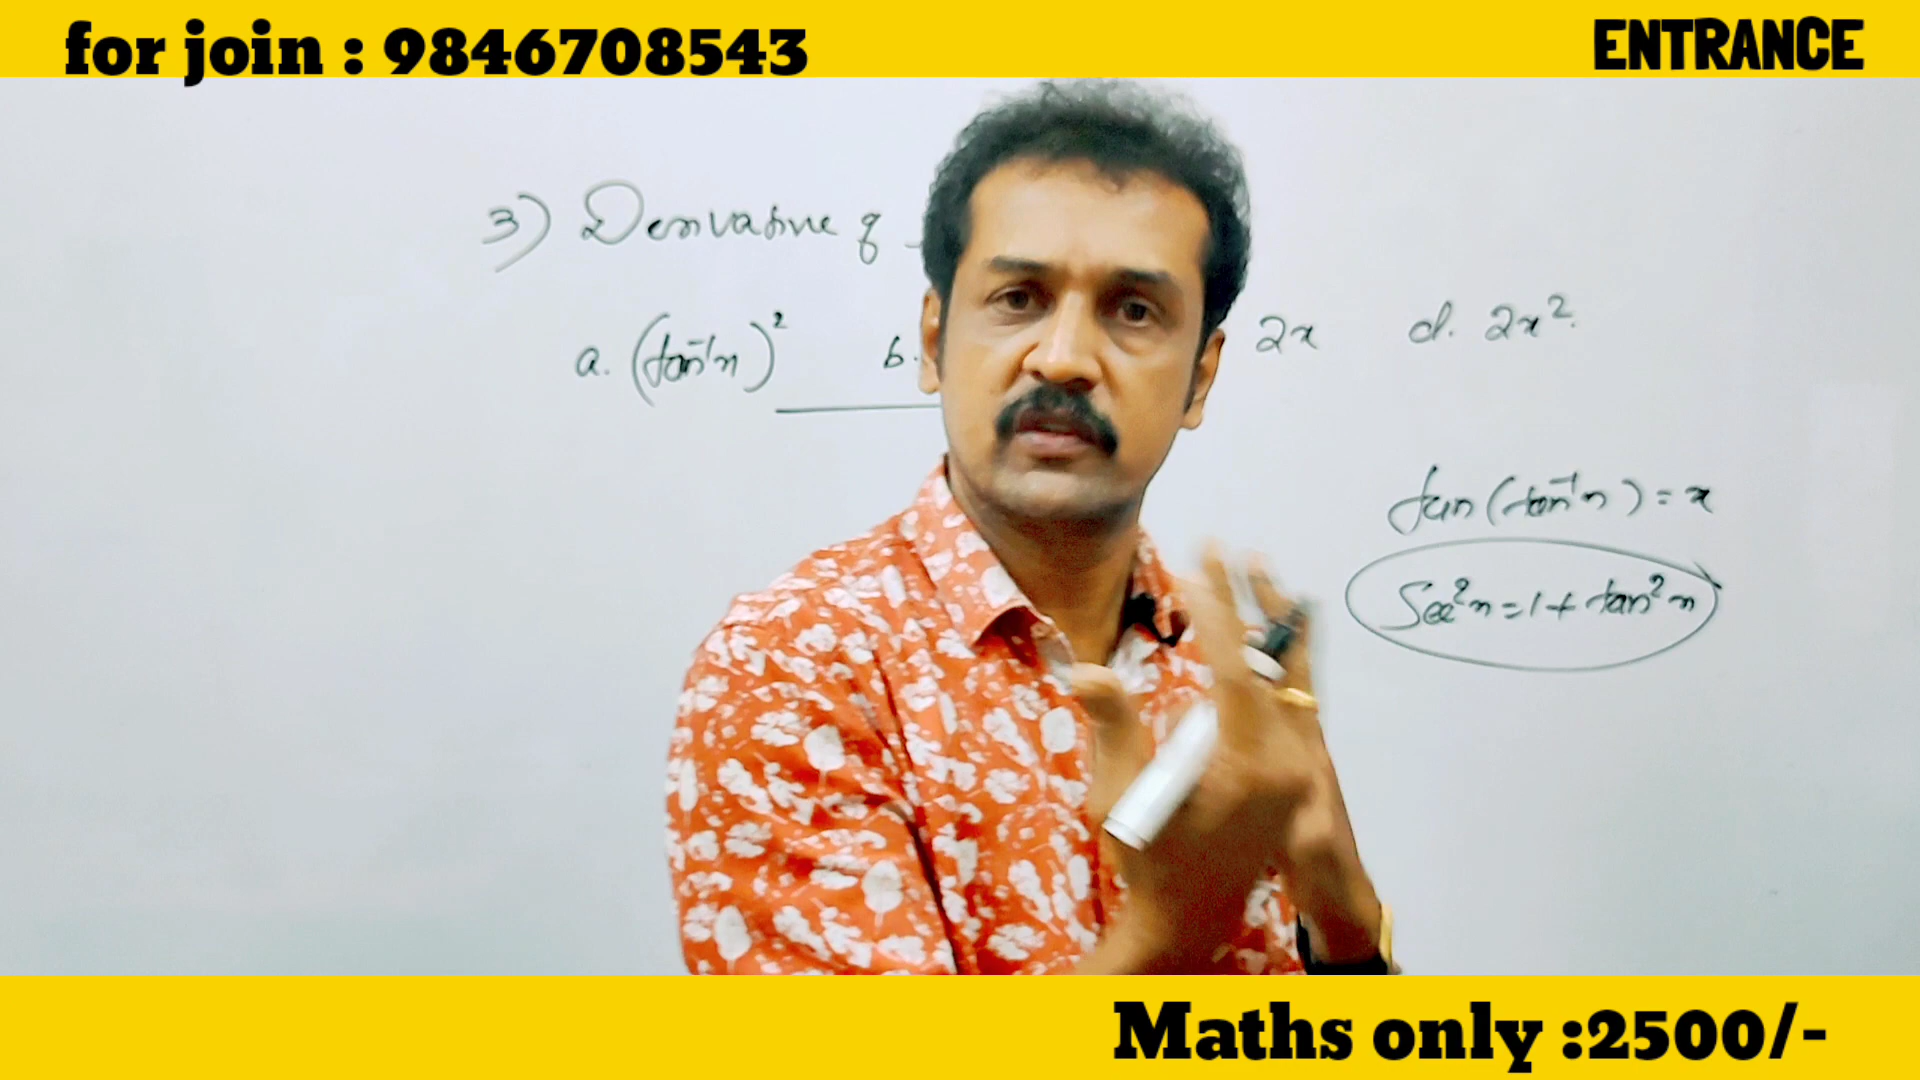 for join : 9846708543
ENTRANCE
3) Derivative of
a. (tan⁻¹x)² b. 2x d. 2x².
tan(tan⁻¹x) = x
Sec²x = 1 + tan²x
Maths only :2500/-